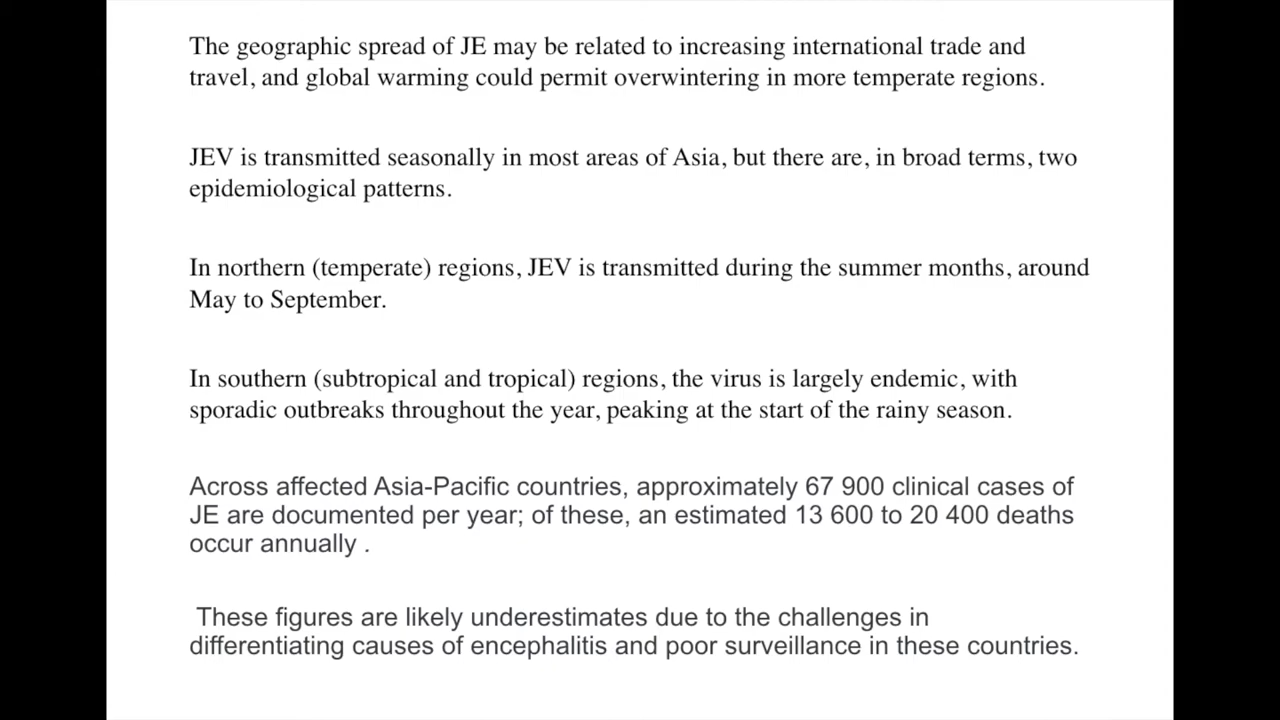 The geographic spread of JE may be related to increasing international trade and
travel, and global warming could permit overwintering in more temperate regions.
JEV is transmitted seasonally in most areas of Asia, but there are, in broad terms, two
epidemiological patterns.
In northern (temperate) regions, JEV is transmitted during the summer months, around
May to September.
In southern (subtropical and tropical) regions, the virus is largely endemic, with
sporadic outbreaks throughout the year, peaking at the start of the rainy season.
Across affected Asia-Pacific countries, approximately 67 900 clinical cases of
JE are documented per year; of these, an estimated 13 600 to 20 400 deaths
occur annually .
These figures are likely underestimates due to the challenges in
differentiating causes of encephalitis and poor surveillance in these countries.